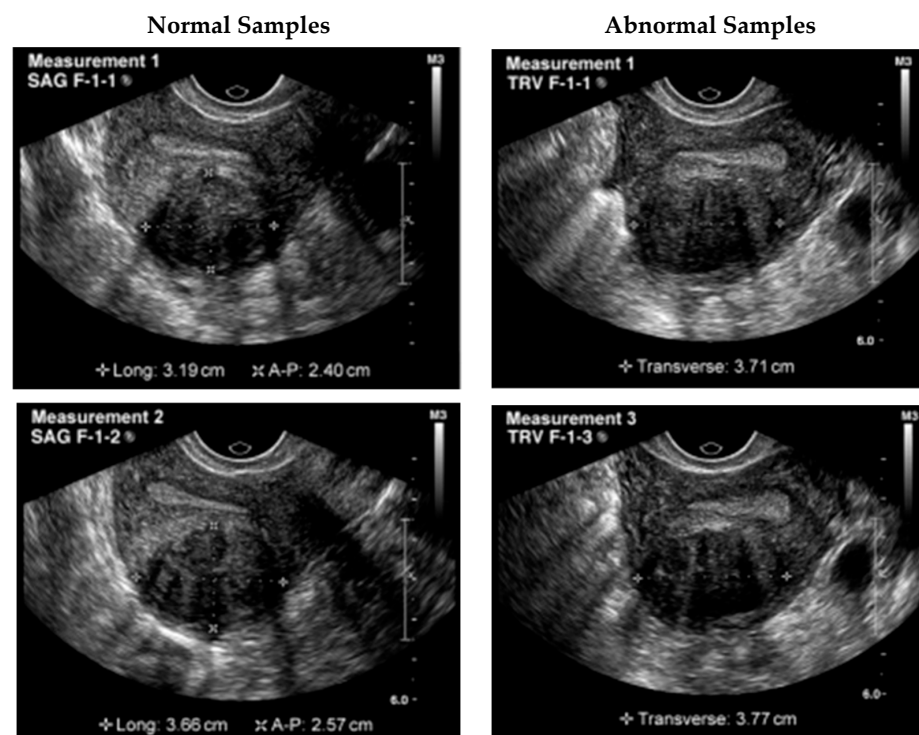 Normal Samples
Abnormal Samples
Measurement 1
SAG F-1-1
M3
Long: 3.19 cm A-P: 2.40 cm
Measurement 1
TRV F-1-1
M3
6.0
Transverse: 3.71 cm
Measurement 2
SAG F-1-2
M3
6.0
Long: 3.66 cm A-P: 2.57 cm
Measurement 3
TRV F-1-3
M3
6.0
Transverse: 3.77 cm